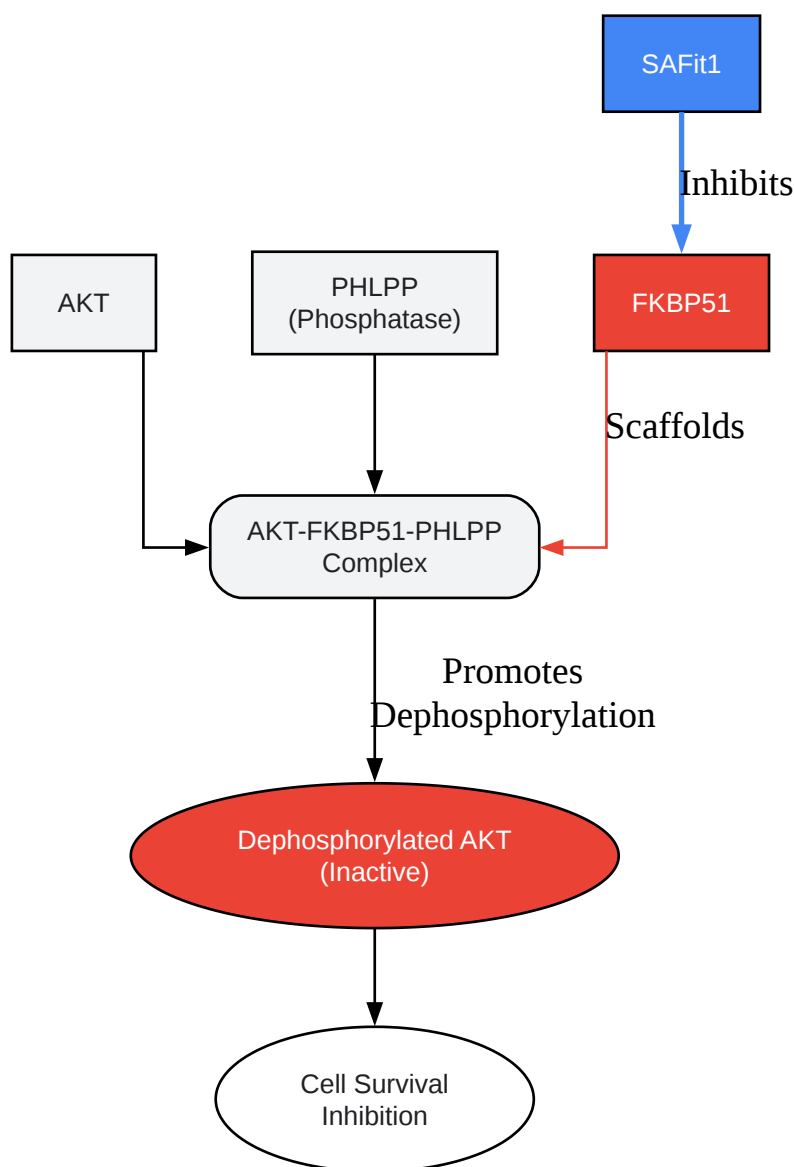 SAFit1
Inhibits
AKT
PHLPP
(Phosphatase)
FKBP51
Scaffolds
AKT-FKBP51-PHLPP
Complex
Promotes
Dephosphorylation
Dephosphorylated AKT
(Inactive)
Cell Survival
Inhibition